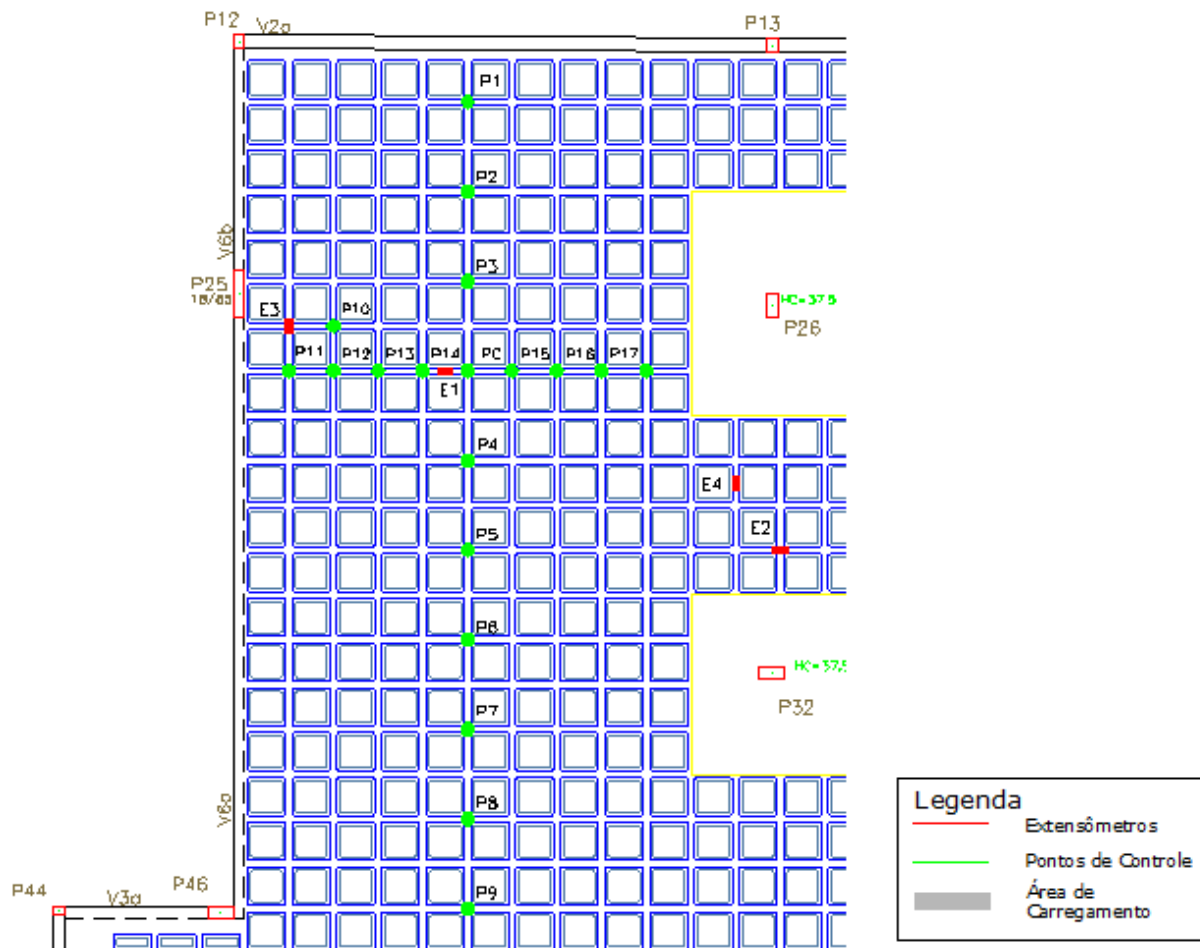 P12
V2a
P13
P1
P2
V6b
P3
P25
E3
P10
HC=37,5
P26
P11
P12
P13
P14
PC
P15
P16
P17
E1
P4
E4
E2
P5
P6
HC=37,5
P32
P7
V6a
P8
P9
P44
V3a
P46
Legenda
Extensômetros
Pontos de Controle
Área de
Carregamento